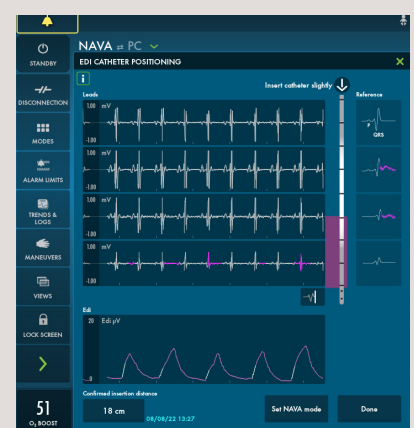 NAVA ⇄ PC
STANDBY
EDI CATHETER POSITIONING
DISCONNECTION
Insert catheter slightly
Leads
Reference
1.00 mV
-1.00
P
QRS
MODES
1.00 mV
-1.00
ALARM LIMITS
1.00 mV
-1.00
TRENDS &
LOGS
1.00 mV
-1.00
MANEUVERS
VIEWS
Edi
20 Edi µV
0
LOCK SCREEN
Confirmed insertion distance
18 cm
08/08/22 13:27
Set NAVA mode
Done
51
O₂ BOOST